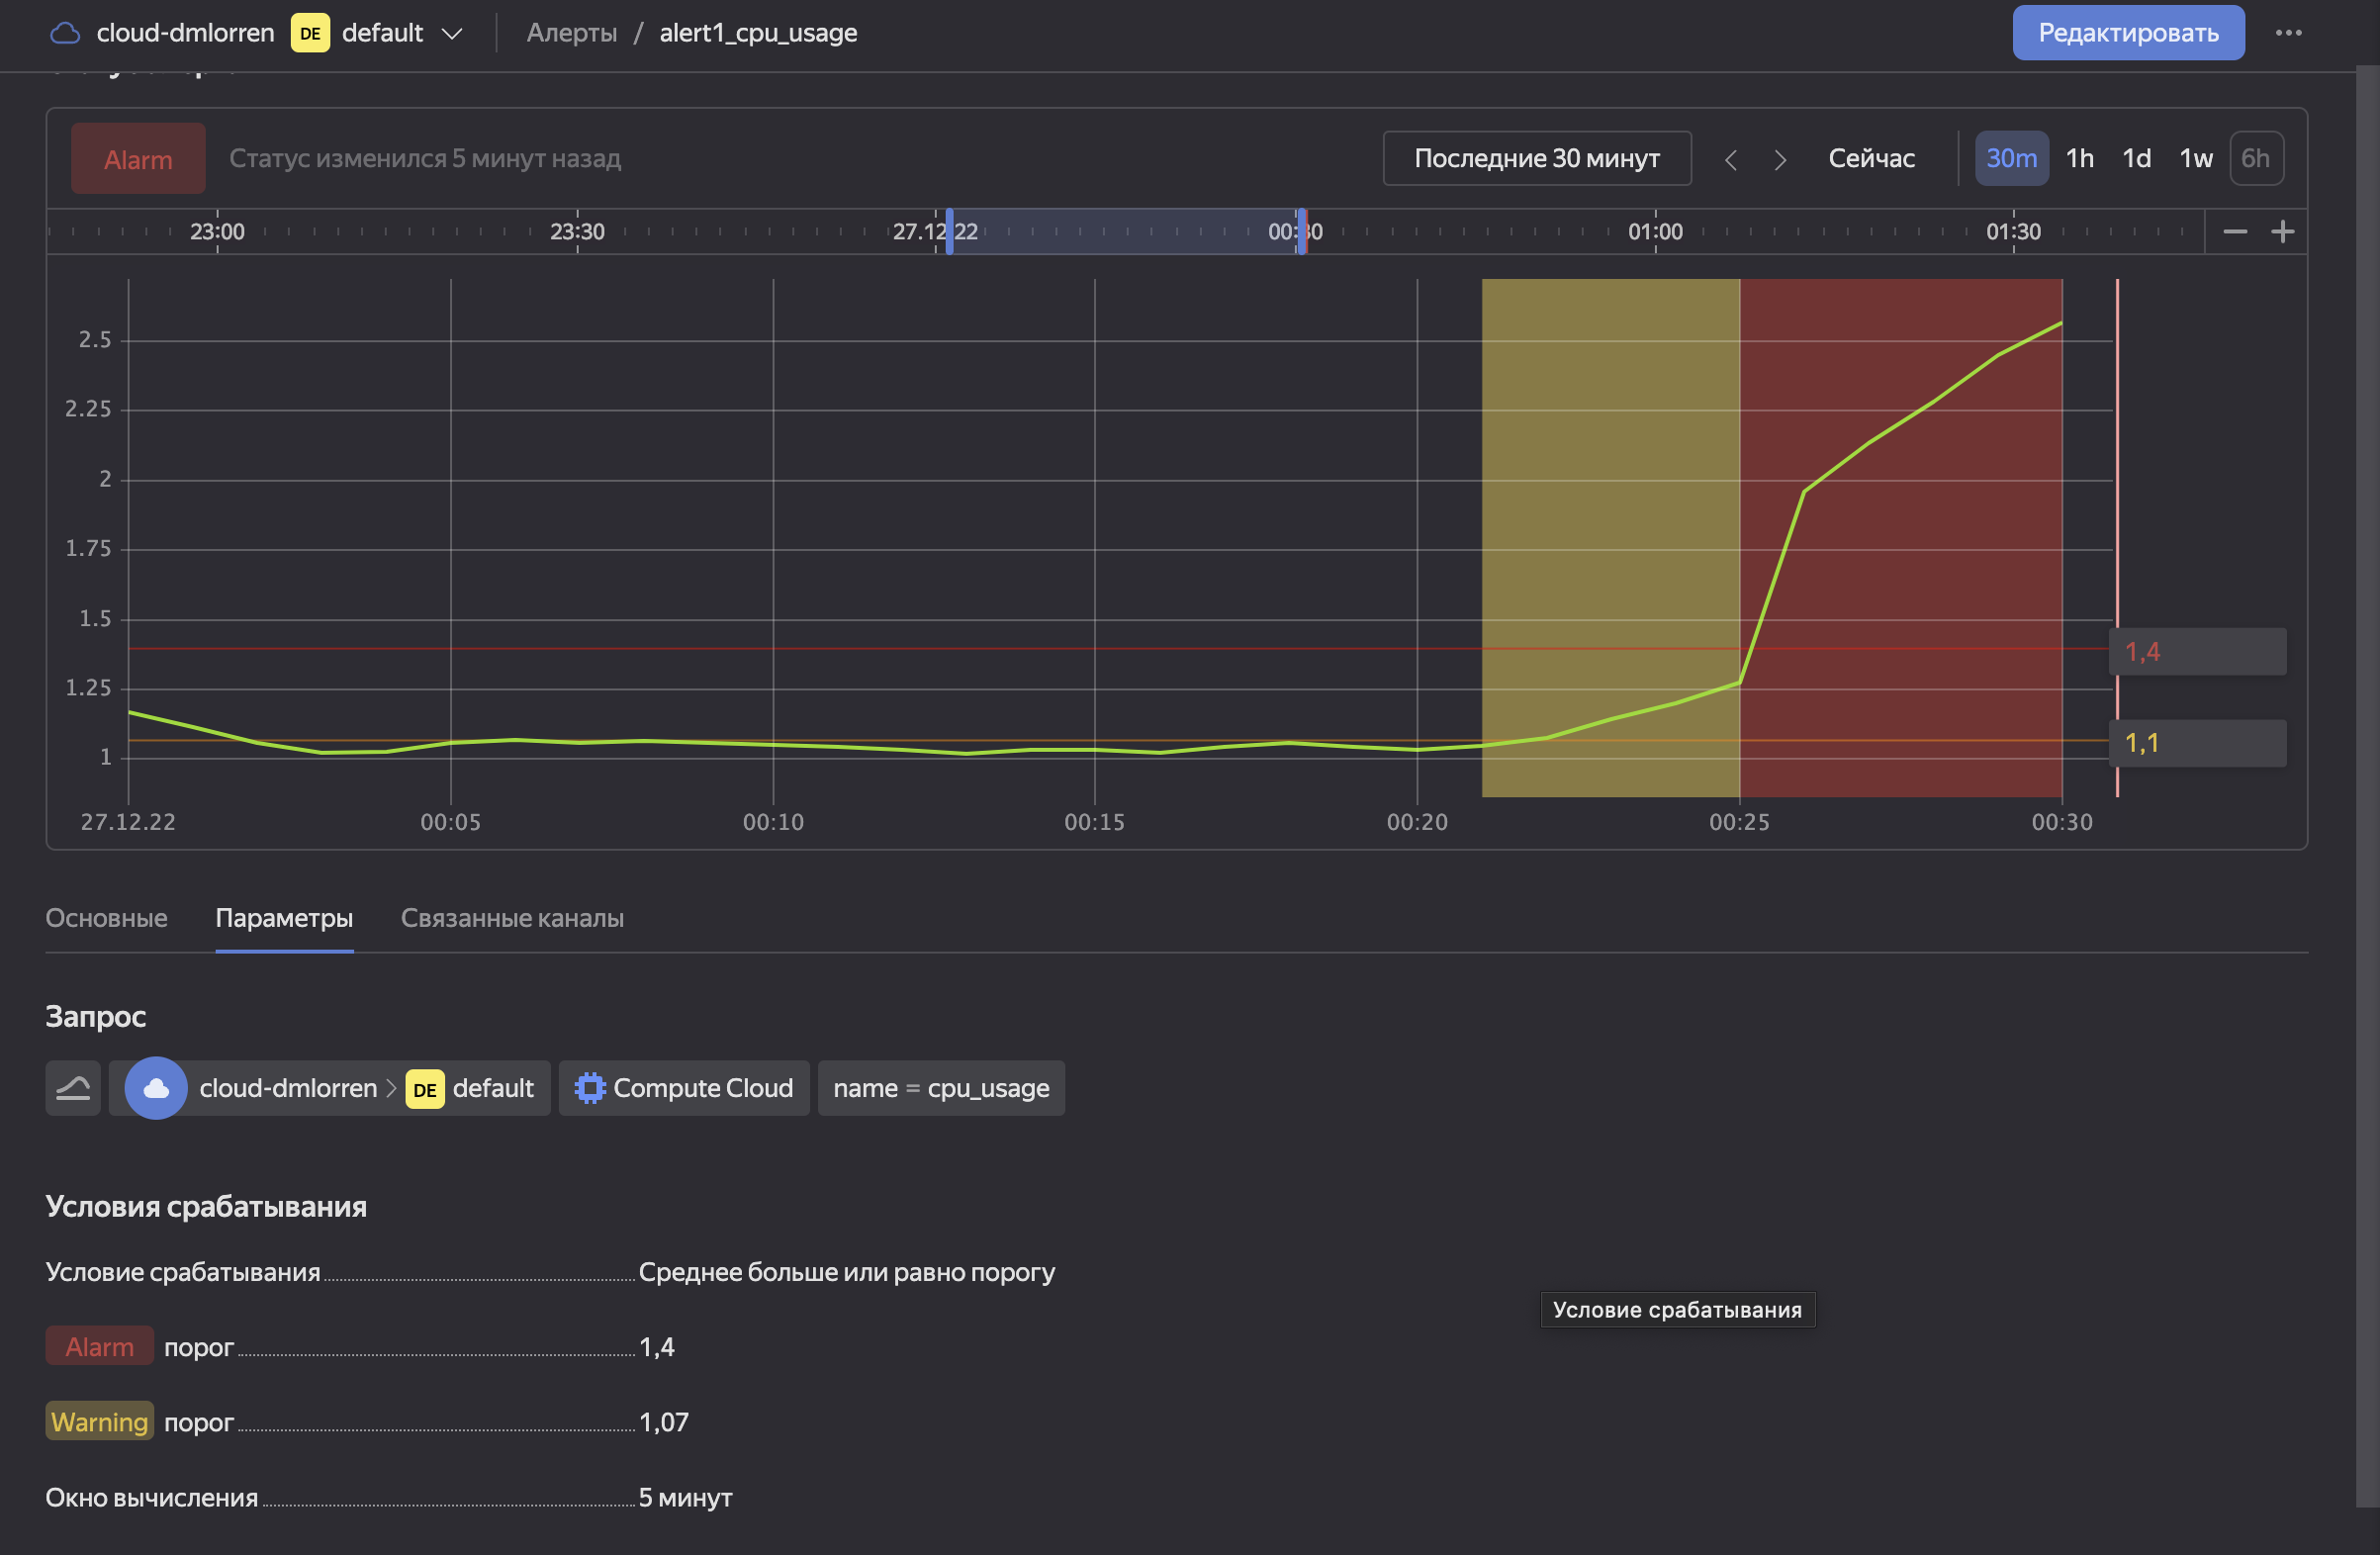 cloud-dmlorren DE default Алерты / alert1_cpu_usage Редактировать
Alarm Статус изменился 5 минут назад Последние 30 минут Сейчас 30m 1h 1d 1w 6h
23:00 23:30 27.12.22 00:30 01:00 01:30
2.5
2.25
2
1.75
1.5
1,4
1.25
1,1
1
27.12.22 00:05 00:10 00:15 00:20 00:25 00:30
Основные Параметры Связанные каналы
Запрос
cloud-dmlorren > DE default Compute Cloud name = cpu_usage
Условия срабатывания
Условие срабатывания Среднее больше или равно порогу
Условие срабатывания
Alarm порог 1,4
Warning порог 1,07
Окно вычисления 5 минут